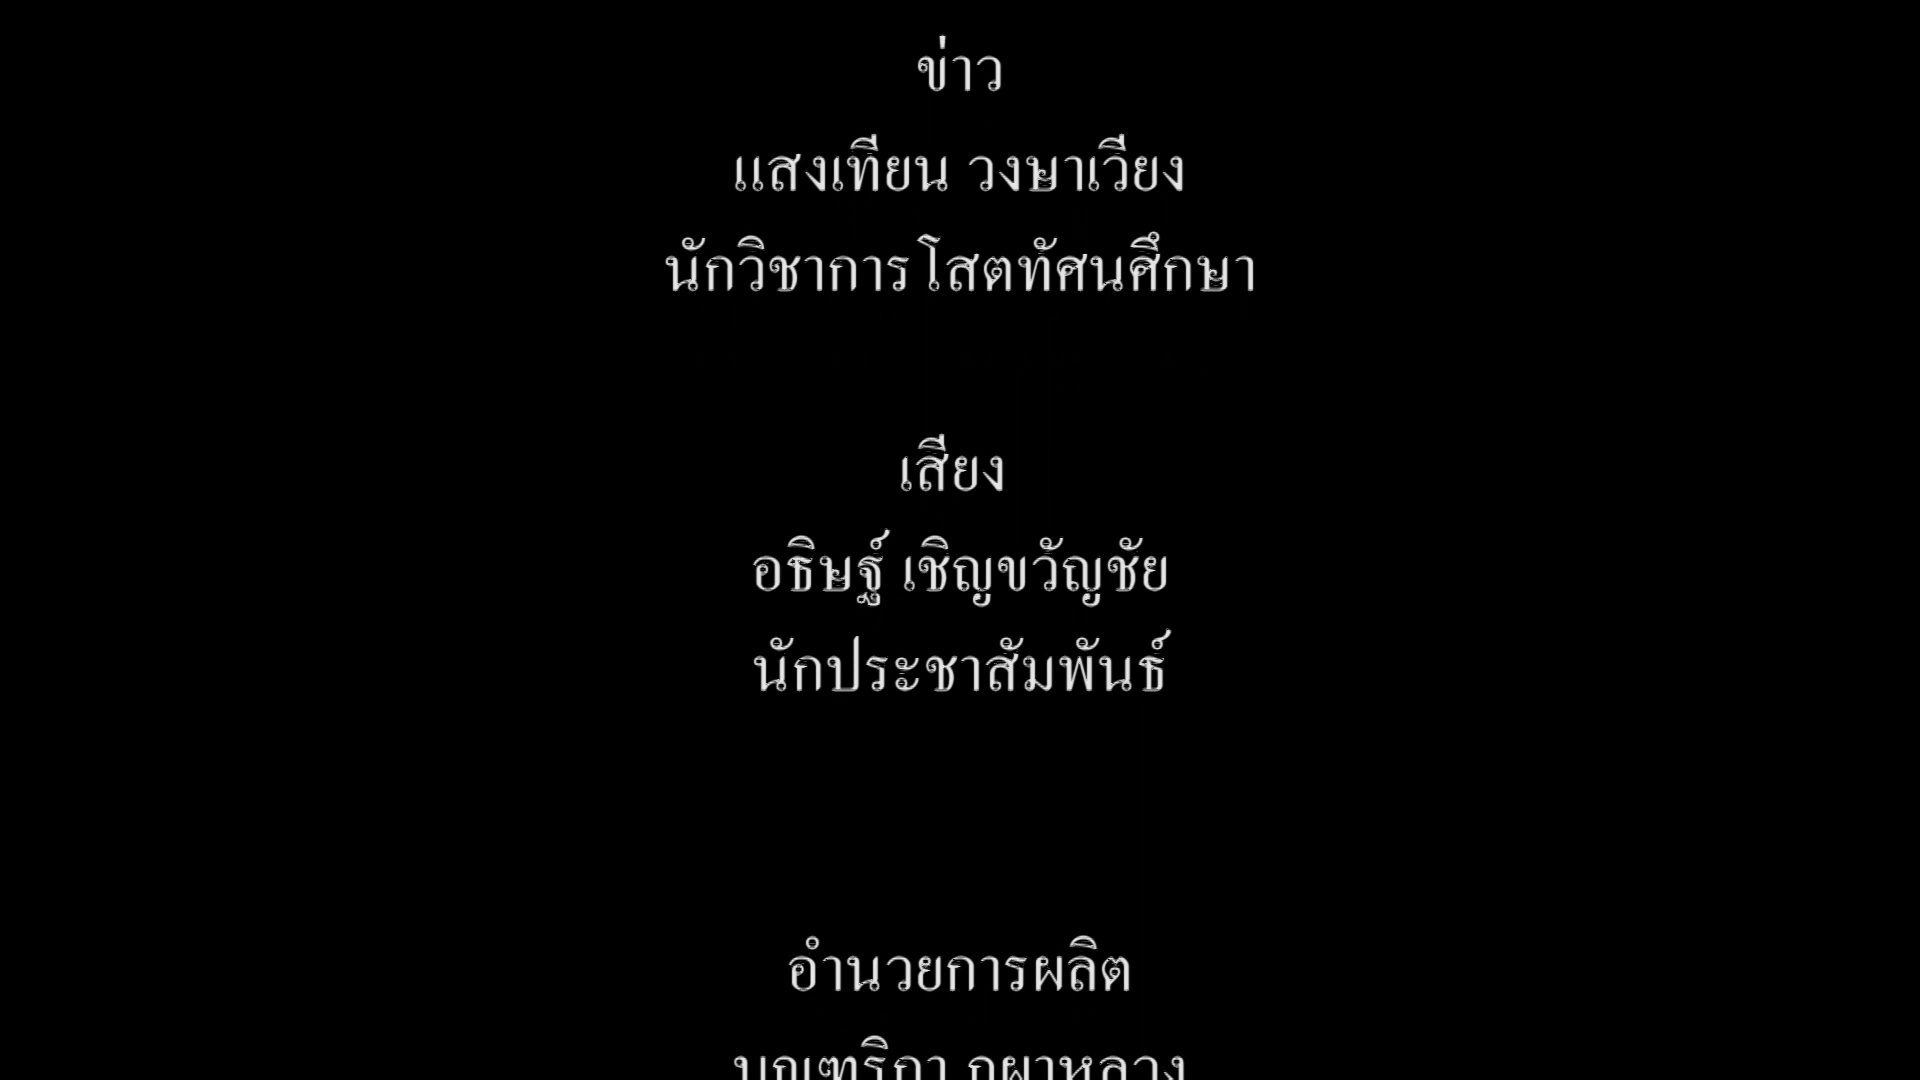 ข่าว
แสงเทียน วงษาเวียง
นักวิชาการโสตทัศนศึกษา
เสียง
อธิษฐ์ เชิญขวัญชัย
นักประชาสัมพันธ์
อำนวยการผลิต